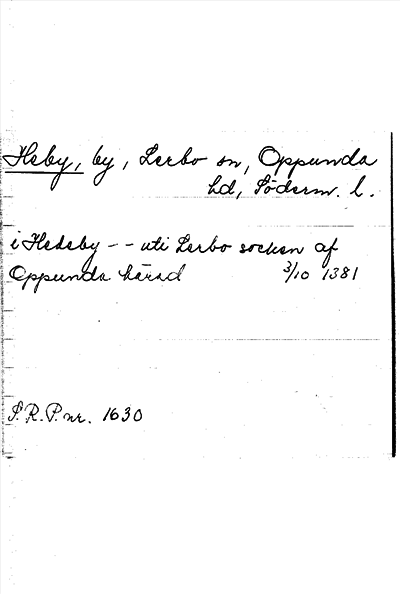 Heby, by, Lerbo sn, Oppunda
hd, Söderm. l.
i Hedeby -- uti Lerbo socken af
Oppunda härad 3/10 1381
S.R.P. nr. 1630